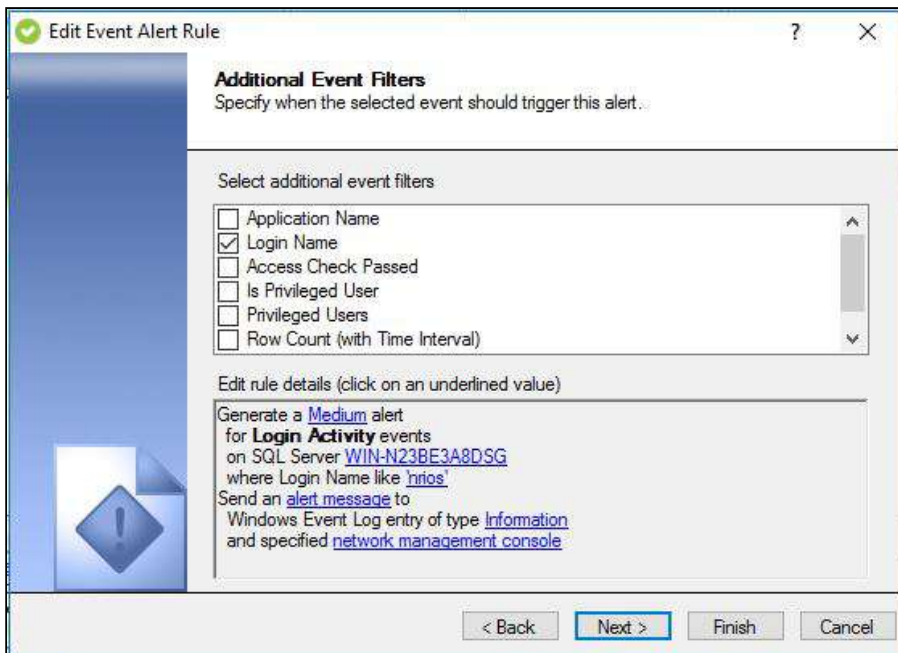 Edit Event Alert Rule
?
Additional Event Filters
Specify when the selected event should trigger this alert.
Select additional event filters
Application Name
Login Name
Access Check Passed
Is Privileged User
Privileged Users
Row Count (with Time Interval)
Edit rule details (click on an underlined value)
Generate a Medium alert
for Login Activity events
on SQL Server WIN-N23BE3A8DSG
where Login Name like 'nrios'
Send an alert message to
Windows Event Log entry of type Information
and specified network management console
< Back Next > Finish Cancel